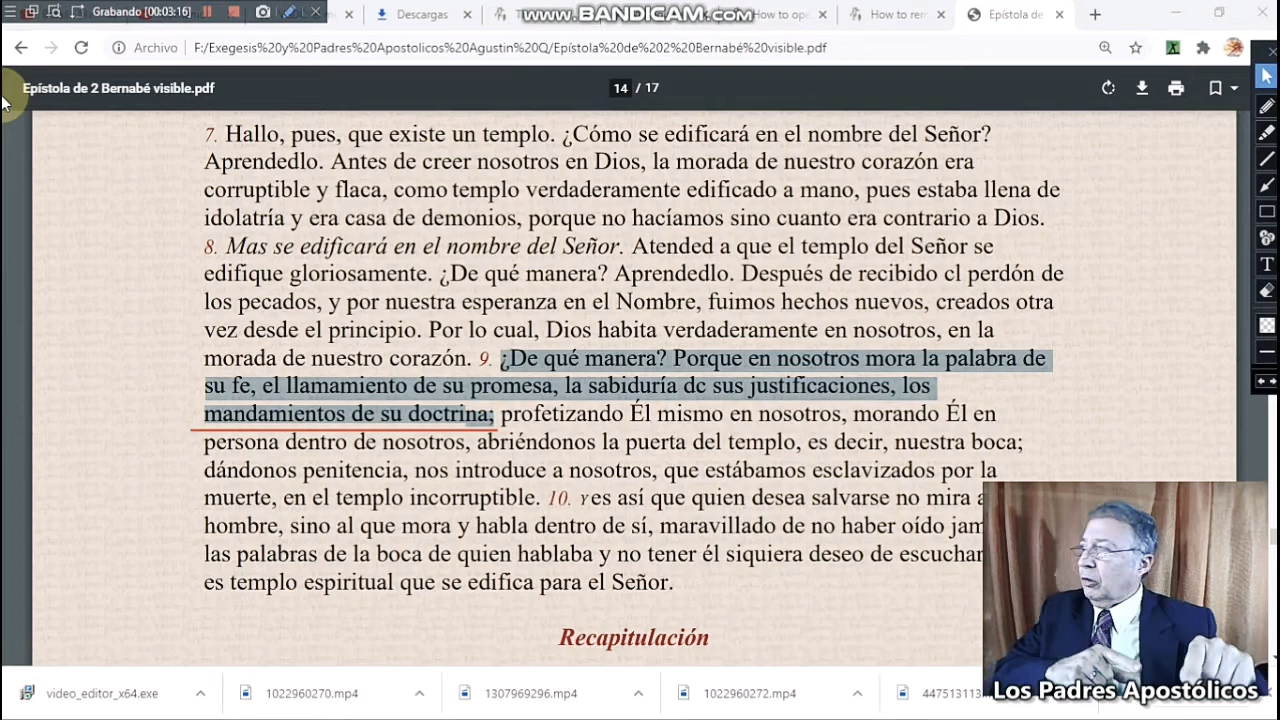 Grabando [00:03:16]
Descargas
www.BANDICAM.com
How to ope
How to rem
Epístola de
Archivo
F:/Exegesis%20y%20Padres%20Apostolicos%20Agustin%20Q/Epístola%20de%202%20Bernabé%20visible.pdf
Epístola de 2 Bernabé visible.pdf
14 / 17
7. Hallo, pues, que existe un templo. ¿Cómo se edificará en el nombre del Señor?
Aprendedlo. Antes de creer nosotros en Dios, la morada de nuestro corazón era
corruptible y flaca, como templo verdaderamente edificado a mano, pues estaba llena de
idolatría y era casa de demonios, porque no hacíamos sino cuanto era contrario a Dios.
8. Mas se edificará en el nombre del Señor. Atended a que el templo del Señor se
edifique gloriosamente. ¿De qué manera? Aprendedlo. Después de recibido cl perdón de
los pecados, y por nuestra esperanza en el Nombre, fuimos hechos nuevos, creados otra
vez desde el principio. Por lo cual, Dios habita verdaderamente en nosotros, en la
morada de nuestro corazón. 9. ¿De qué manera? Porque en nosotros mora la palabra de
su fe, el llamamiento de su promesa, la sabiduría dc sus justificaciones, los
mandamientos de su doctrina; profetizando Él mismo en nosotros, morando Él en
persona dentro de nosotros, abriéndonos la puerta del templo, es decir, nuestra boca;
dándonos penitencia, nos introduce a nosotros, que estábamos esclavizados por la
muerte, en el templo incorruptible. 10. Y es así que quien desea salvarse no mira a
hombre, sino al que mora y habla dentro de sí, maravillado de no haber oído jam
las palabras de la boca de quien hablaba y no tener él siquiera deseo de escuchar
es templo espiritual que se edifica para el Señor.
Recapitulación
video_editor_x64.exe
1022960270.mp4
1307969296.mp4
1022960272.mp4
447513113
Los Padres Apostólicos